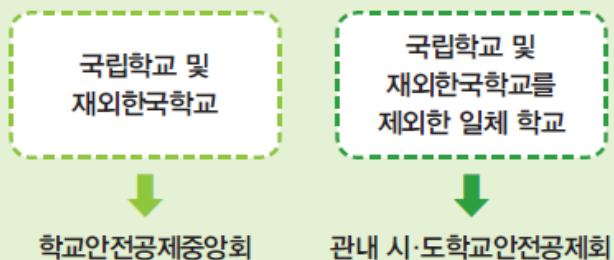 국립학교 및
재외한국학교
국립학교 및
재외한국학교를
제외한 일체 학교
학교안전공제중앙회
관내 시·도학교안전공제회